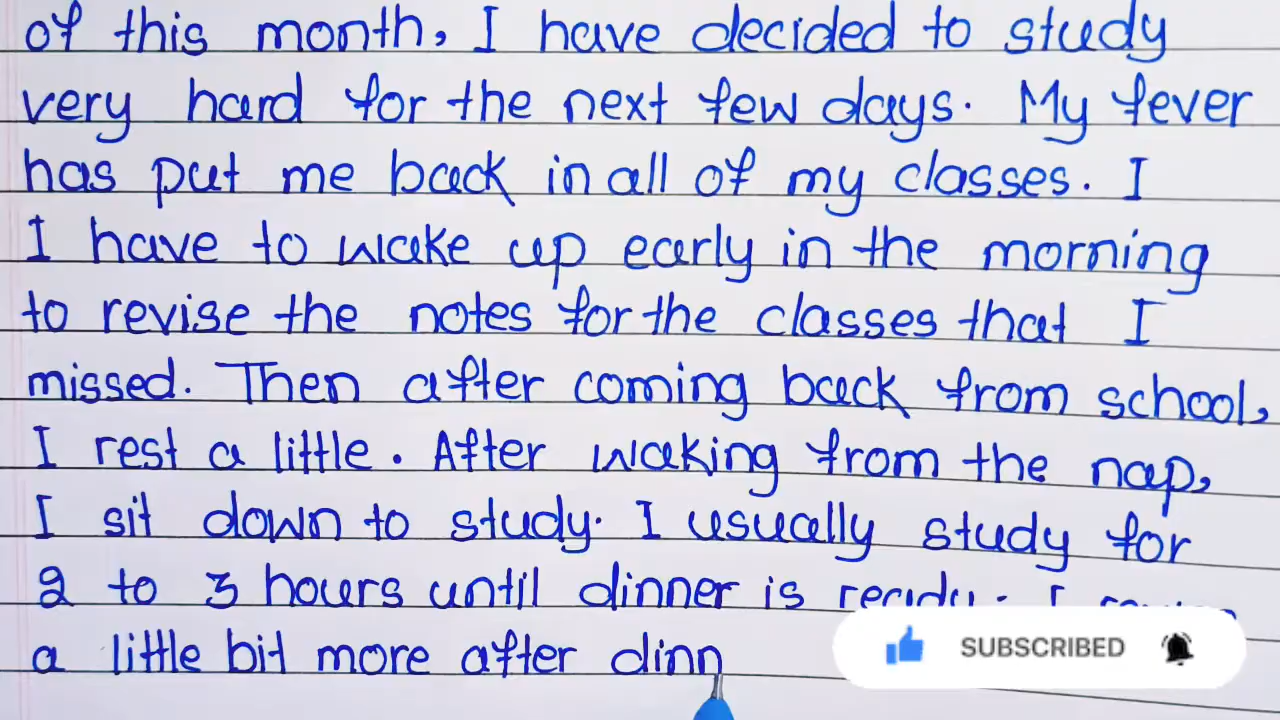 of this month, I have decided to study
very hard for the next few days. My fever
has put me back in all of my classes. I
I have to wake up early in the morning
to revise the notes for the classes that I
missed. Then after coming back from school,
I rest a little. After waking from the nap,
I sit down to study. I usually study for
2 to 3 hours until dinner is ready. I
a little bit more after dinn
SUBSCRIBED